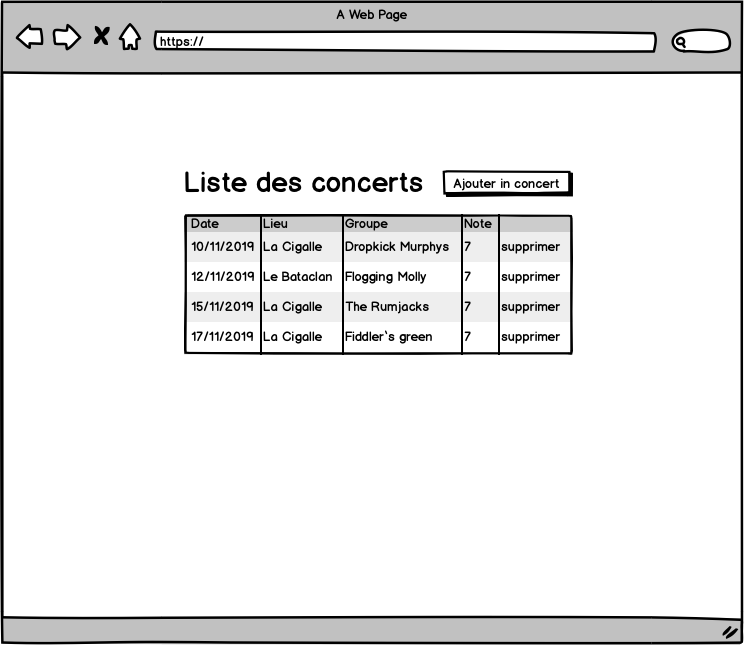 A Web Page
https://
Liste des concerts
Ajouter in concert
Date Lieu Groupe Note
10/11/2019 La Cigalle Dropkick Murphys 7 supprimer
12/11/2019 Le Bataclan Flogging Molly 7 supprimer
15/11/2019 La Cigalle The Rumjacks 7 supprimer
17/11/2019 La Cigalle Fiddler`s green 7 supprimer